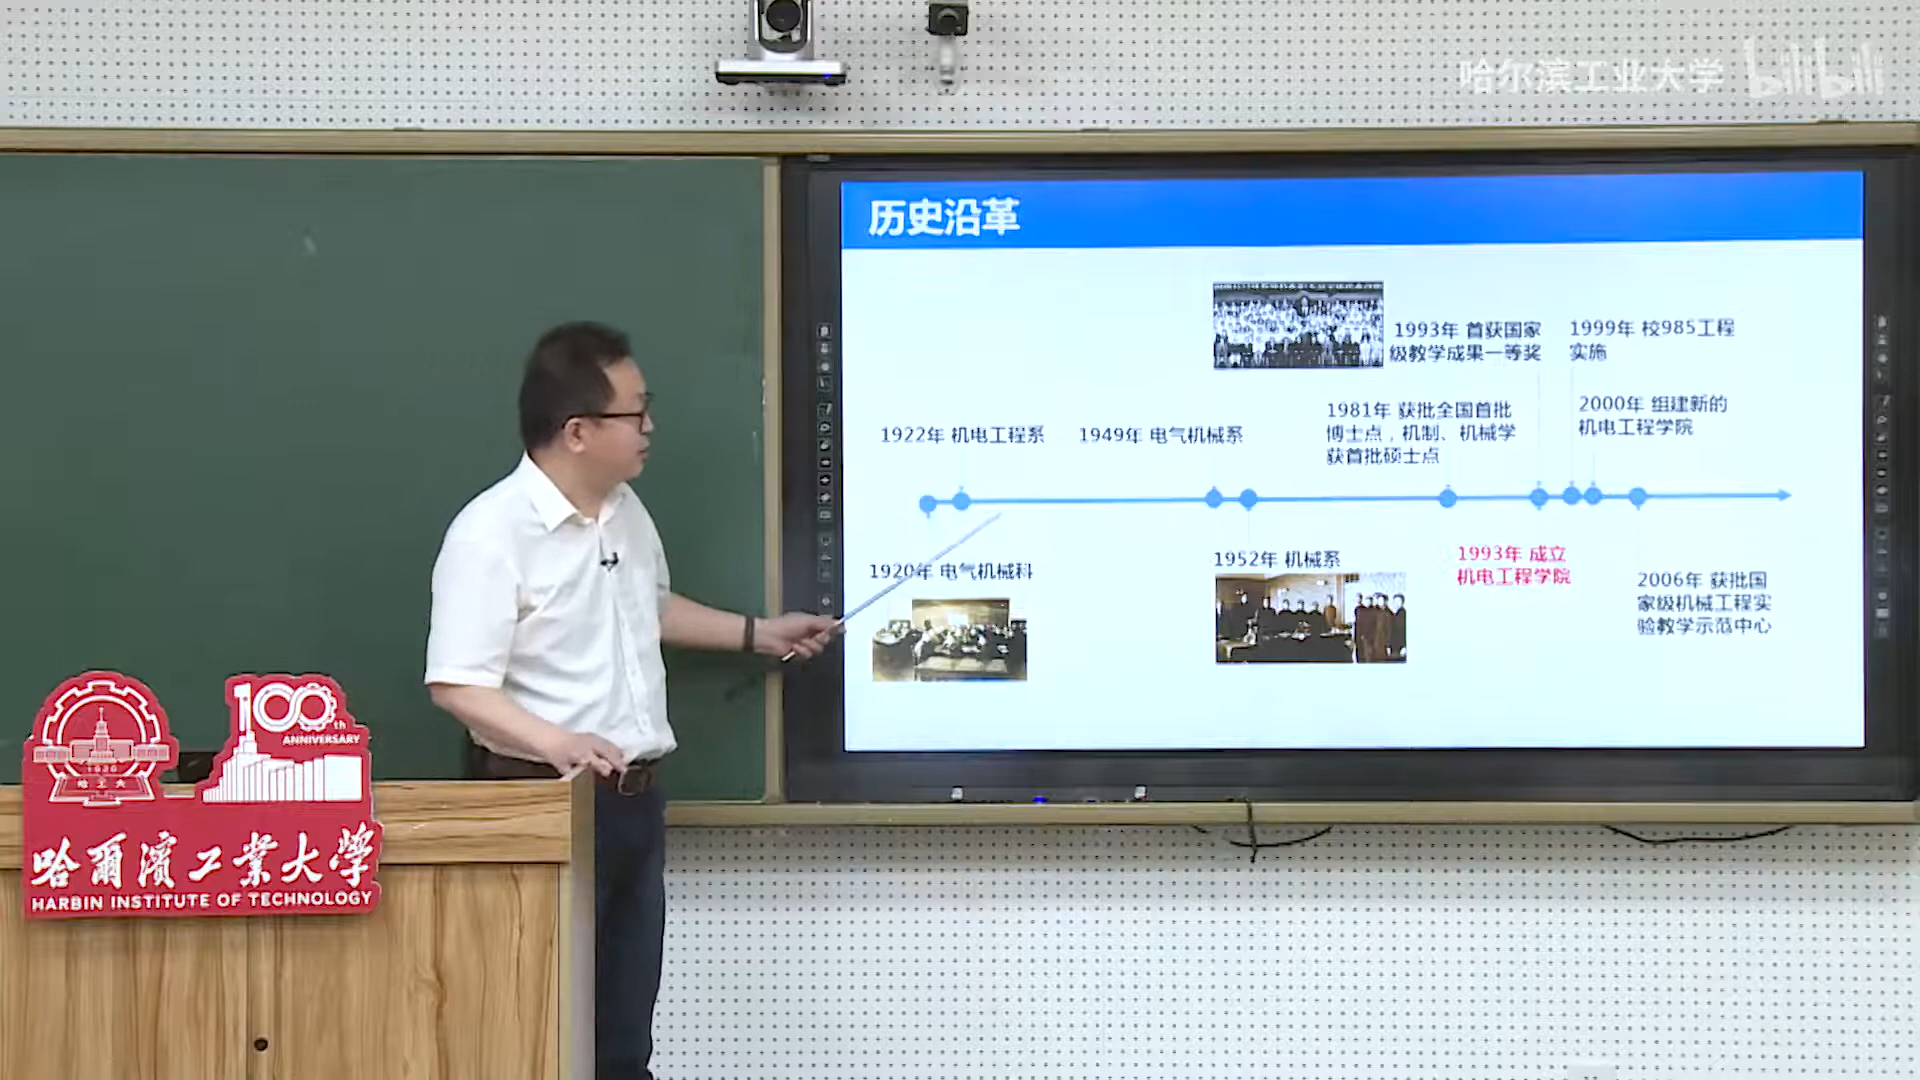 哈尔滨工业大学 bilibili
历史沿革
1993年 首获国家
级教学成果一等奖
1999年 校985工程
实施
1922年 机电工程系
1949年 电气机械系
1981年 获批全国首批
博士点，机制、机械学
获首批硕士点
2000年 组建新的
机电工程学院
1920年 电气机械科
1952年 机械系
1993年 成立
机电工程学院
2006年 获批国
家级机械工程实
验教学示范中心
100th
ANNIVERSARY
1920
哈工大
哈爾濱工業大學
HARBIN INSTITUTE OF TECHNOLOGY